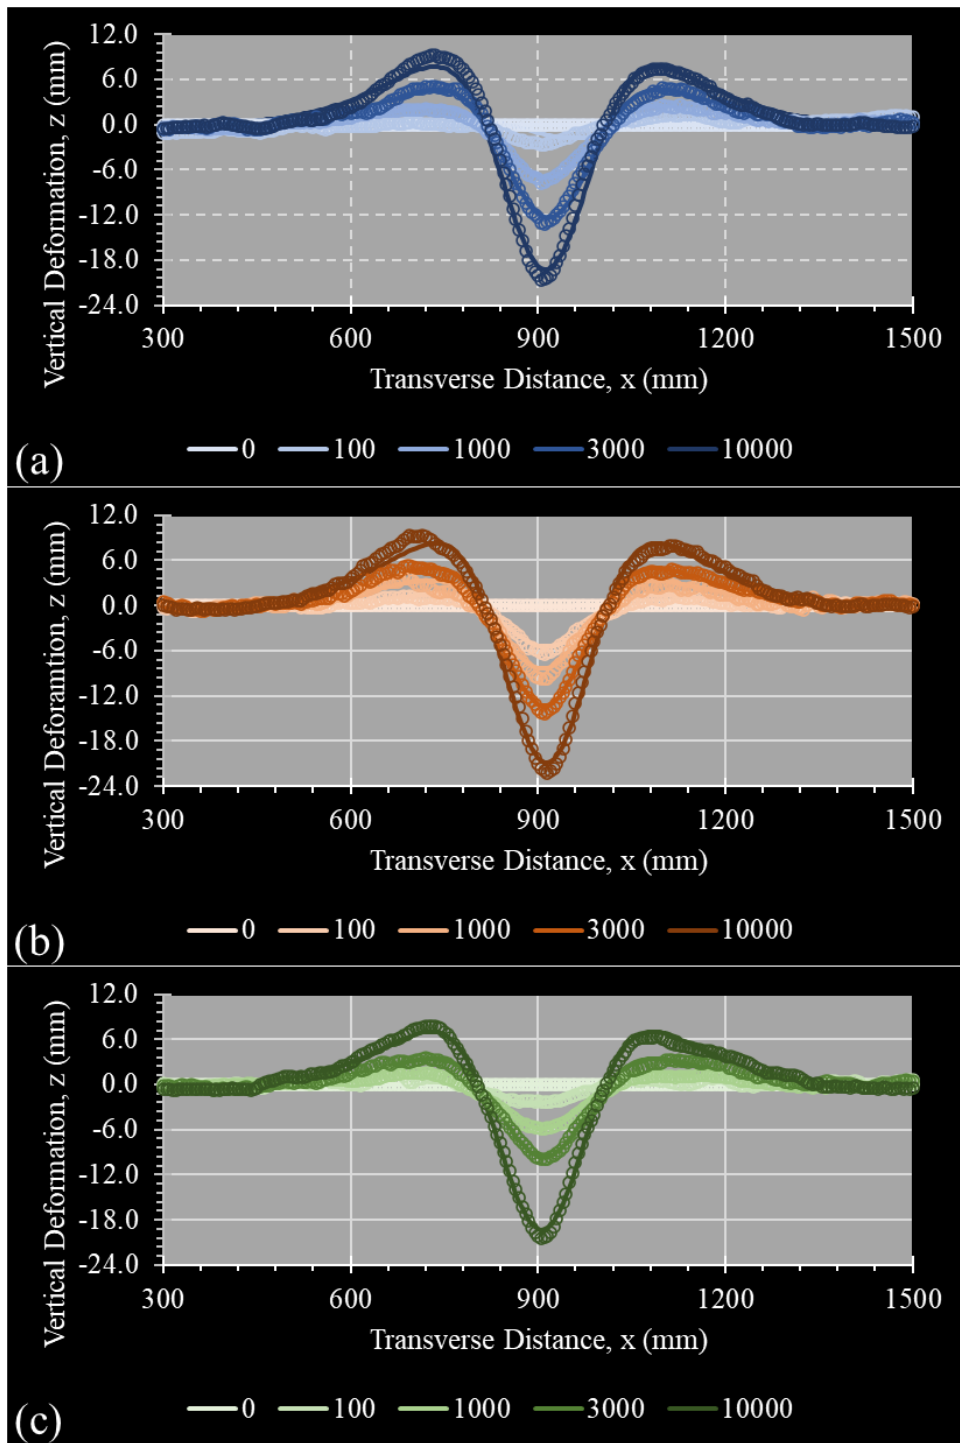 Vertical Deformation, z (mm)
12.0
6.0
0.0
-6.0
-12.0
-18.0
-24.0
300 600 900 1200 1500
Transverse Distance, x (mm)
(a)
0 100 1000 3000 10000
Vertical Deforamtion, z (mm)
12.0
6.0
0.0
-6.0
-12.0
-18.0
-24.0
300 600 900 1200 1500
Transverse Distance, x (mm)
(b)
0 100 1000 3000 10000
Vertical Deformation, z (mm)
12.0
6.0
0.0
-6.0
-12.0
-18.0
-24.0
300 600 900 1200 1500
Transverse Distance, x (mm)
(c)
0 100 1000 3000 10000